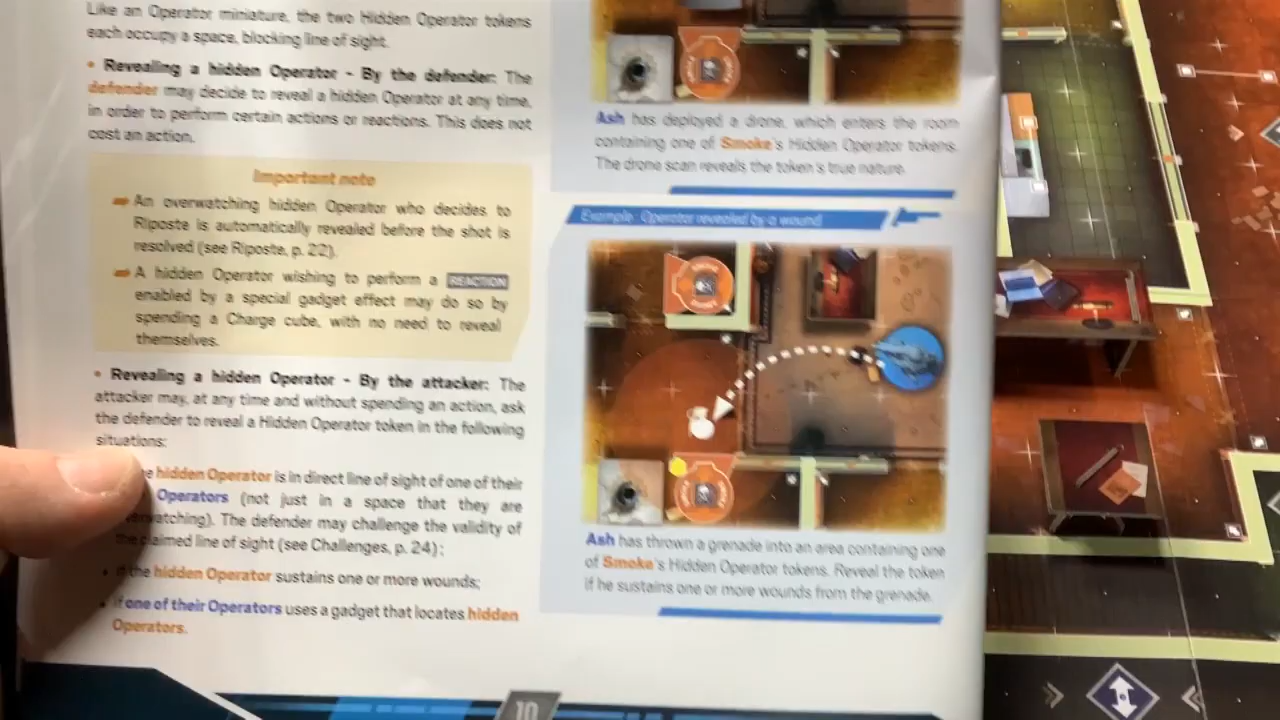 Like an Operator miniature, the two Hidden Operator tokens
each occupy a space, blocking line of sight.
• Revealing a hidden Operator - By the defender: The
defender may decide to reveal a hidden Operator at any time,
in order to perform certain actions or reactions. This does not
cost an action.
Important note
An overwatching hidden Operator who decides to
Riposte is automatically revealed before the shot is
resolved (see Riposte, p. 22).
A hidden Operator wishing to perform a REACTION
enabled by a special gadget effect may do so by
spending a Charge cube, with no need to reveal
themselves.
• Revealing a hidden Operator - By the attacker: The
attacker may, at any time and without spending an action, ask
the defender to reveal a Hidden Operator token in the following
situations:
hidden Operator is in direct line of sight of one of their
Operators (not just in a space that they are
overwatching). The defender may challenge the validity of
the claimed line of sight (see Challenges, p. 24);
• if the hidden Operator sustains one or more wounds;
• if one of their Operators uses a gadget that locates hidden
Operators.
10
Ash has deployed a drone, which enters the room
containing one of Smoke's Hidden Operator tokens.
The drone scan reveals the token's true nature.
Example: Operator revealed by a wound
Ash has thrown a grenade into an area containing one
of Smoke's Hidden Operator tokens. Reveal the token
if he sustains one or more wounds from the grenade.